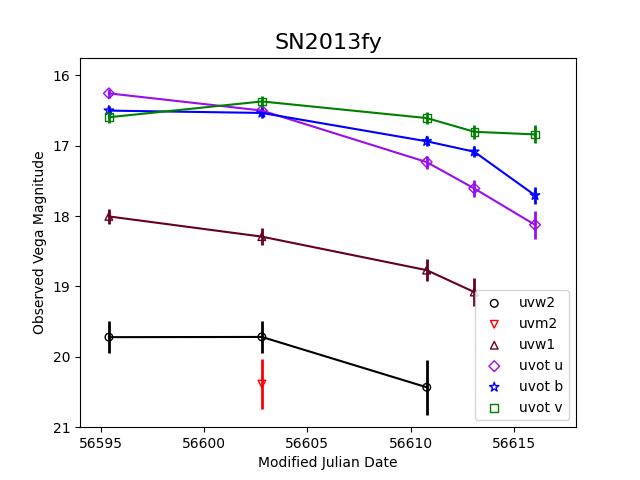 SN2013fy
Observed Vega Magnitude
16
17
18
19
20
21
uvw2
uvm2
uvw1
uvot u
uvot b
uvot v
56595
56600
56605
56610
56615
Modified Julian Date